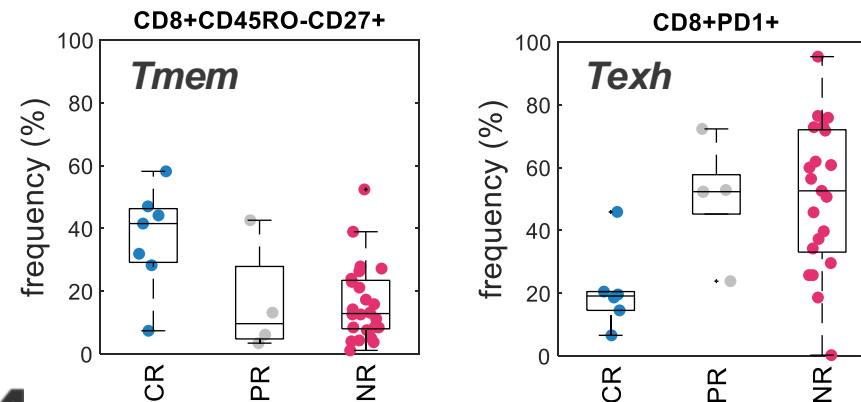 CD8+CD45RO-CD27+
Tmem
frequency (%)
100
80
60
40
20
0
CR
PR
NR
CD8+PD1+
Texh
frequency (%)
100
80
60
40
20
0
CR
PR
NR